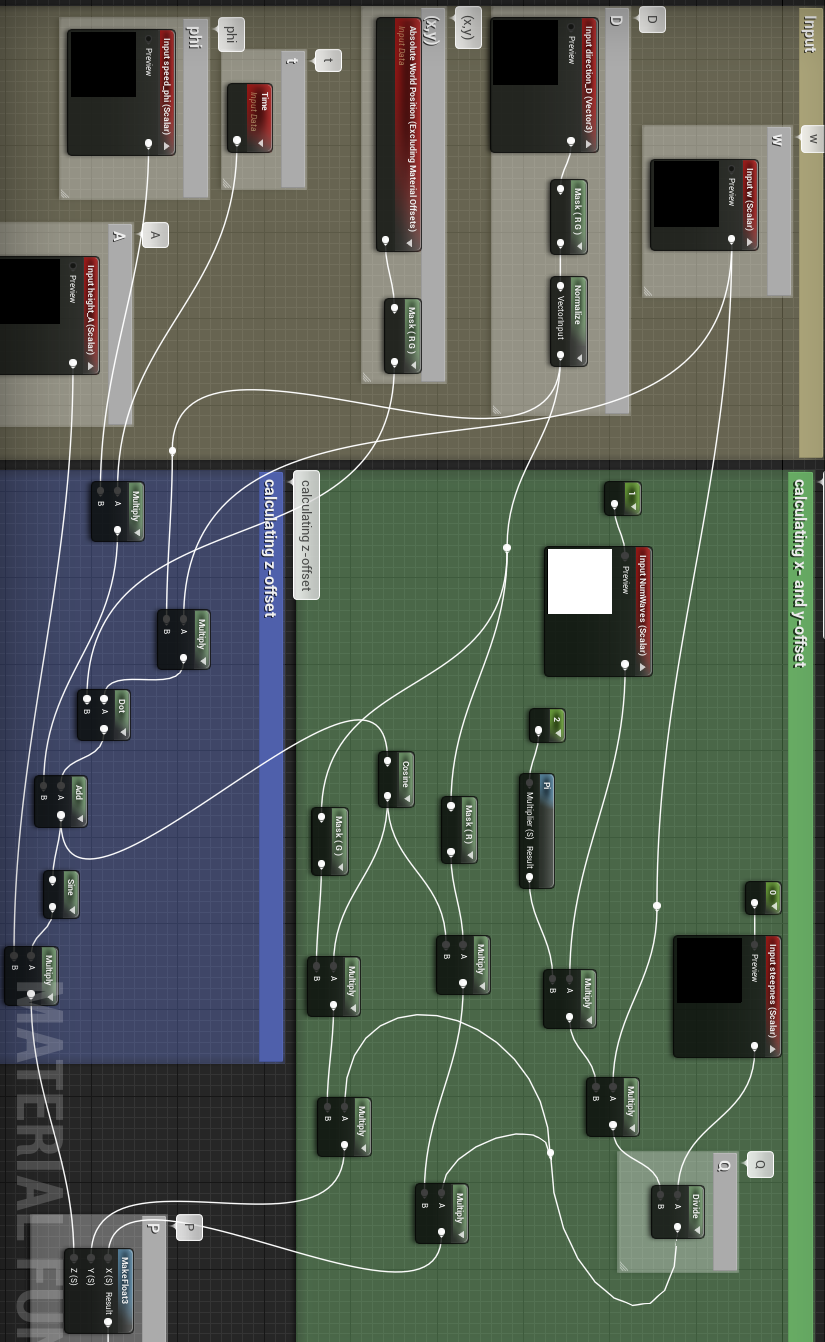 Input
w
w
Input w (Scalar)
Preview
D
D
Input direction_D (Vector3)
Preview
Mask ( R G )
Normalize
VectorInput
(x,y)
(x,y)
Absolute World Position (Excluding Material Offsets)
Input Data
Mask ( R G )
t
t
Time
Input Data
phi
phi
Input speed_phi (Scalar)
Preview
A
A
Input height_A (Scalar)
Preview
calculating x- and y-offset
0
Input steepnes (Scalar)
Preview
Q
Q
Divide
A
B
1
Input NumWaves (Scalar)
Preview
Multiply
A
B
Multiply
A
B
2
Pi
Multiplier (S) Result
Mask ( R )
Multiply
A
B
Multiply
A
B
Cosine
Mask ( G )
Multiply
A
B
Multiply
A
B
calculating z-offset
calculating z-offset
Multiply
A
B
Multiply
A
B
Dot
A
B
Add
A
B
Sine
Multiply
A
B
P
P
MakeFloat3
X (S) Result
Y (S)
Z (S)
MATERIAL FUN